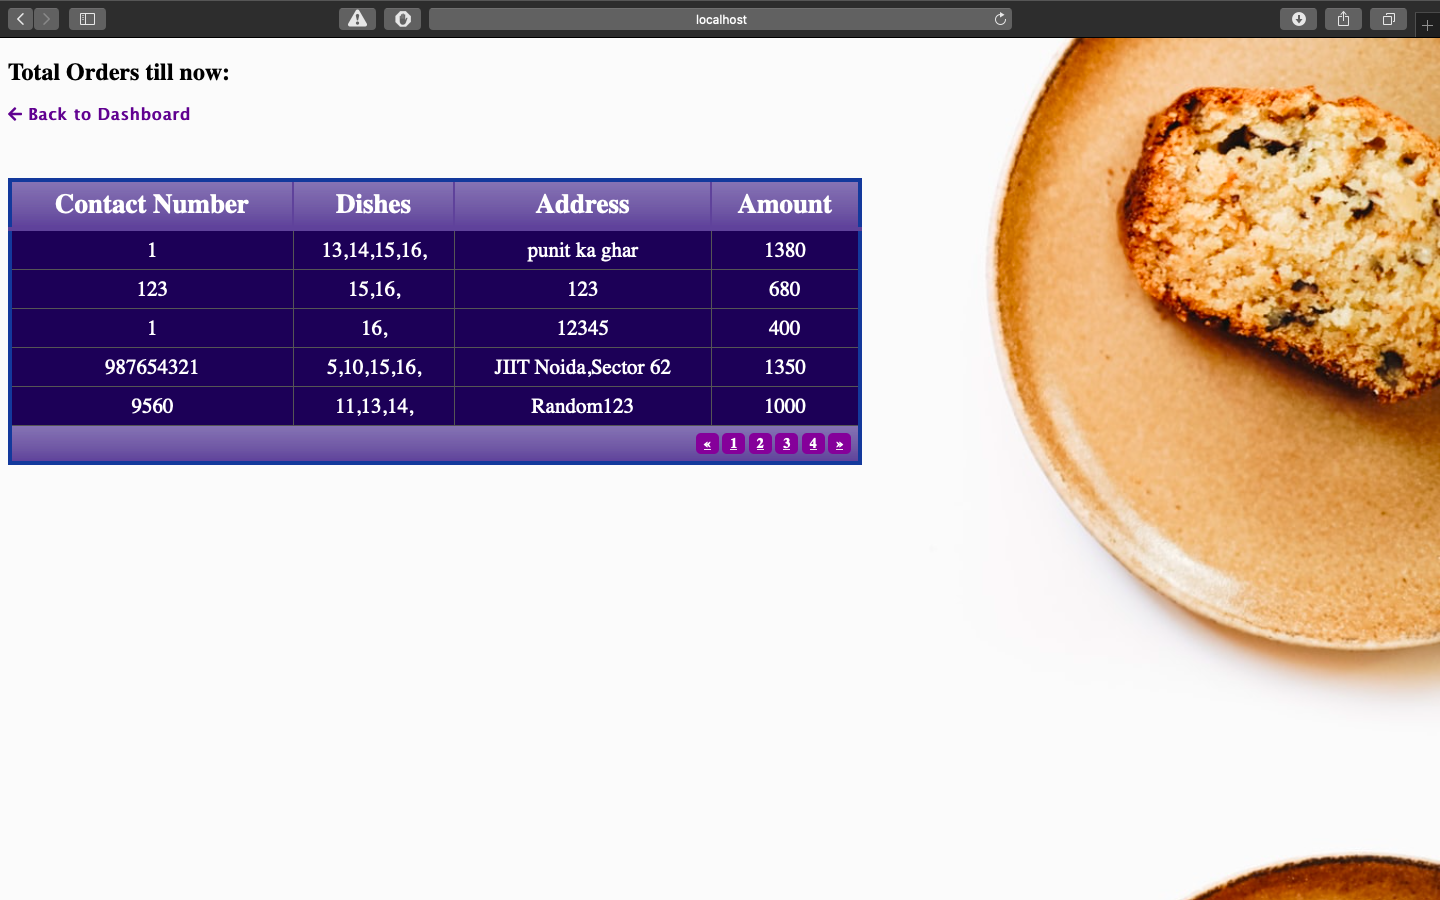 localhost
Total Orders till now:
← Back to Dashboard
Contact Number Dishes Address Amount
1 13,14,15,16, punit ka ghar 1380
123 15,16, 123 680
1 16, 12345 400
987654321 5,10,15,16, JIIT Noida,Sector 62 1350
9560 11,13,14, Random123 1000
« 1 2 3 4 »